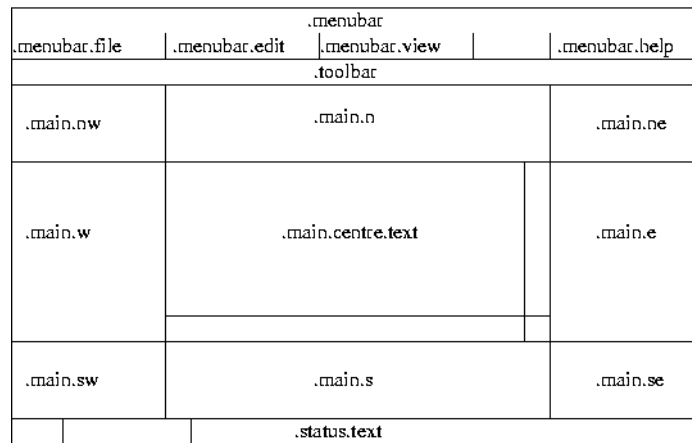 .menubar
.menubar.file .menubar.edit .menubar.view .menubar.help
.toolbar
.main.nw .main.n .main.ne
.main.w .main.centre.text .main.e
.main.sw .main.s .main.se
.status.text